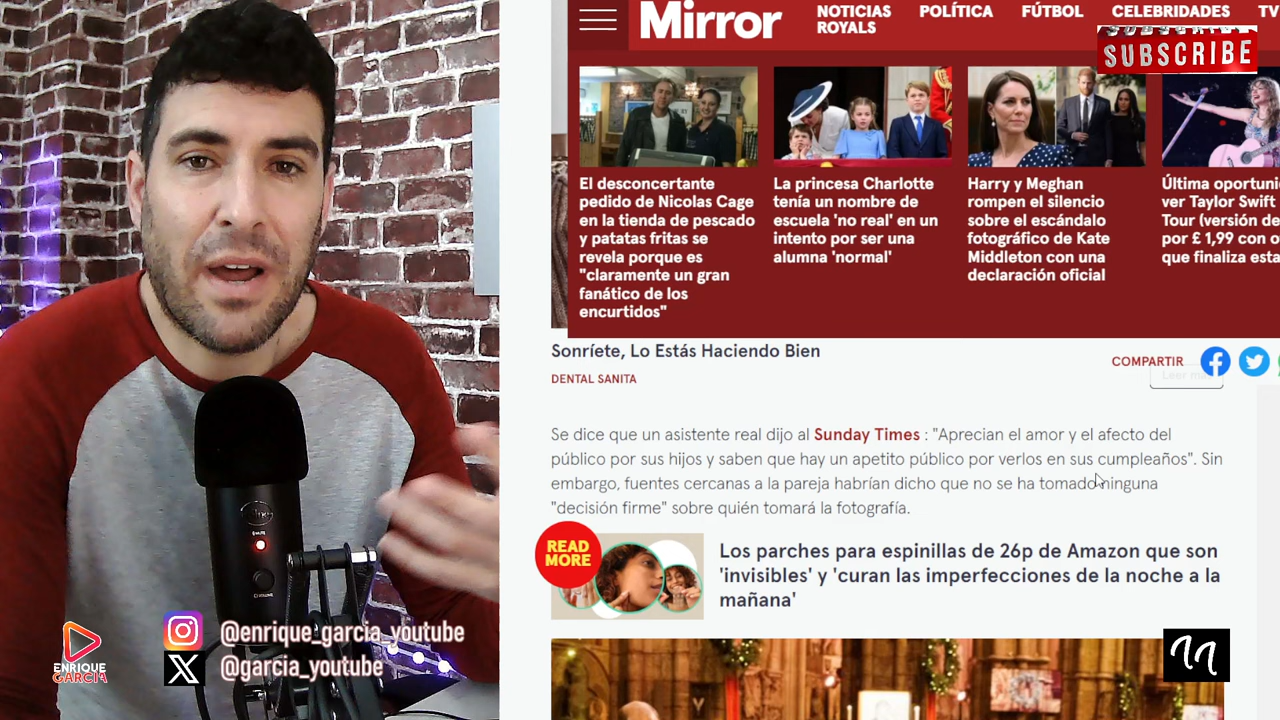 Mirror
NOTICIAS
ROYALS
POLÍTICA
FÚTBOL
CELEBRIDADES
TV
SUBSCRIBE
El desconcertante
pedido de Nicolas Cage
en la tienda de pescado
y patatas fritas se
revela porque es
"claramente un gran
fanático de los
encurtidos"
La princesa Charlotte
tenía un nombre de
escuela 'no real' en un
intento por ser una
alumna 'normal'
Harry y Meghan
rompen el silencio
sobre el escándalo
fotográfico de Kate
Middleton con una
declaración oficial
Última oportuni
ver Taylor Swift
Tour (versión de
por £ 1,99 con o
que finaliza esta
Sonríete, Lo Estás Haciendo Bien
DENTAL SANITA
COMPARTIR
Se dice que un asistente real dijo al Sunday Times : "Aprecian el amor y el afecto del
público por sus hijos y saben que hay un apetito público por verlos en sus cumpleaños". Sin
embargo, fuentes cercanas a la pareja habrían dicho que no se ha tomado ninguna
"decisión firme" sobre quién tomará la fotografía.
READ
MORE
Los parches para espinillas de 26p de Amazon que son
'invisibles' y 'curan las imperfecciones de la noche a la
mañana'
ENRIQUE
GARCIA
@enrique_garcia_youtube
@garcia_youtube